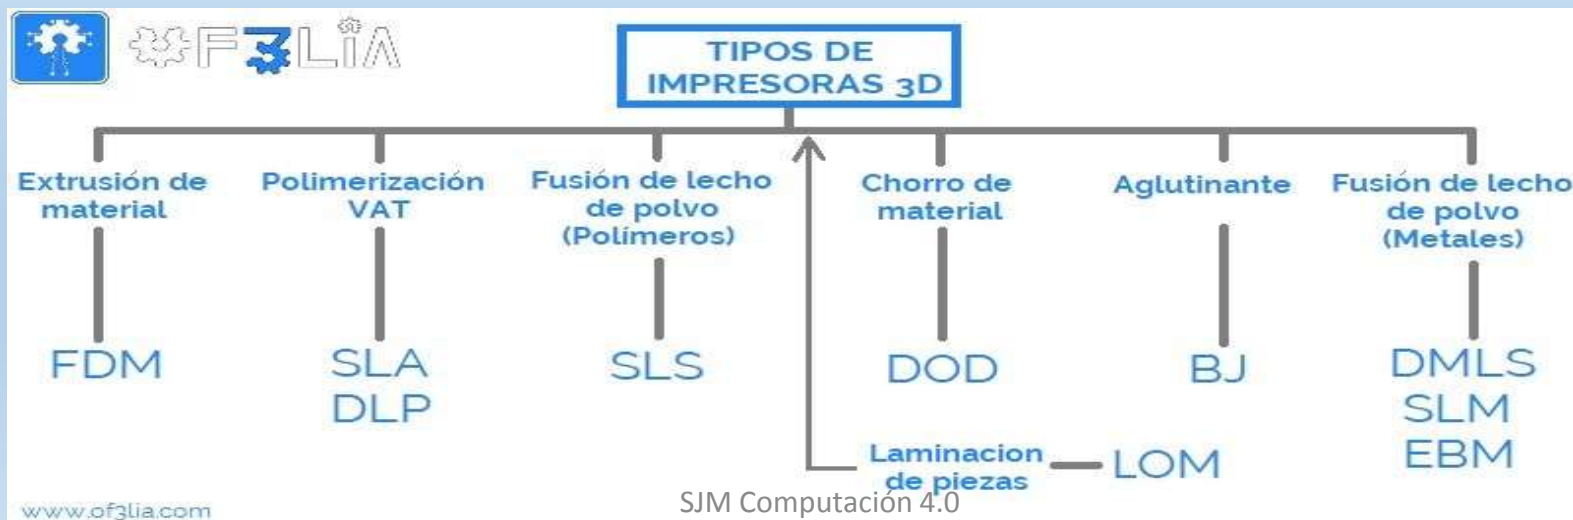 OF3LiA
TIPOS DE
IMPRESORAS 3D
Extrusión de
material
FDM
Polimerización
VAT
SLA
DLP
Fusión de lecho
de polvo
(Polímeros)
SLS
Chorro de
material
DOD
Aglutinante
BJ
Fusión de lecho
de polvo
(Metales)
DMLS
SLM
EBM
Laminacion
de piezas
LOM
SJM Computación 4.0
www.of3lia.com